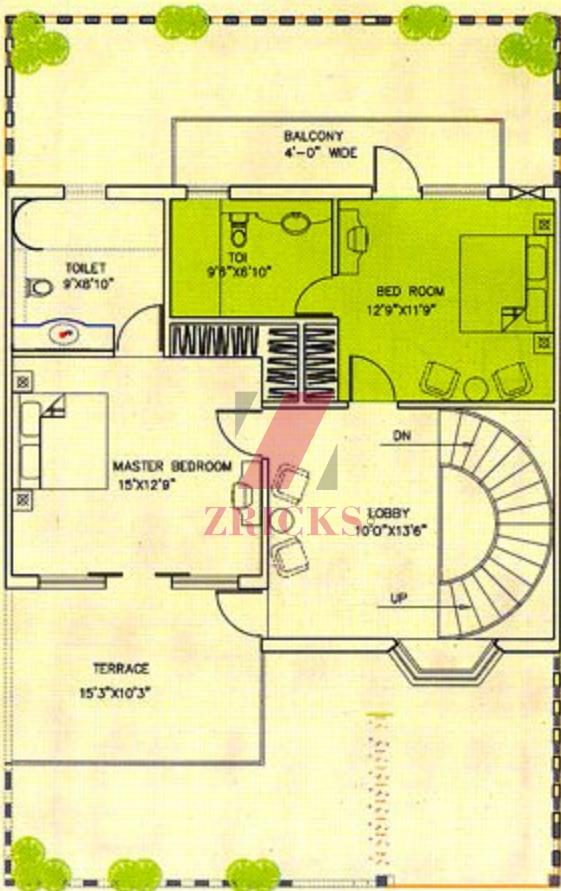 BALCONY
4'-0" WIDE
TOILET
9'X6'10"
TOI
9'6"X6'10"
BED ROOM
12'9"X11'9"
DN
MASTER BEDROOM
15'X12'9"
LOBBY
10'0"X13'6"
ZRICKS
UP
TERRACE
15'3"X10'3"